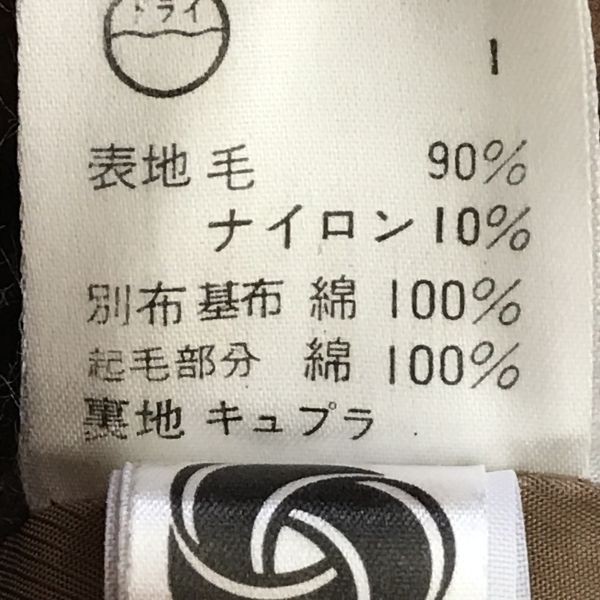 ドライ
1
表地 毛 90%
ナイロン 10%
別布 基布 綿 100%
起毛部分 綿 100%
裏地 キュプラ